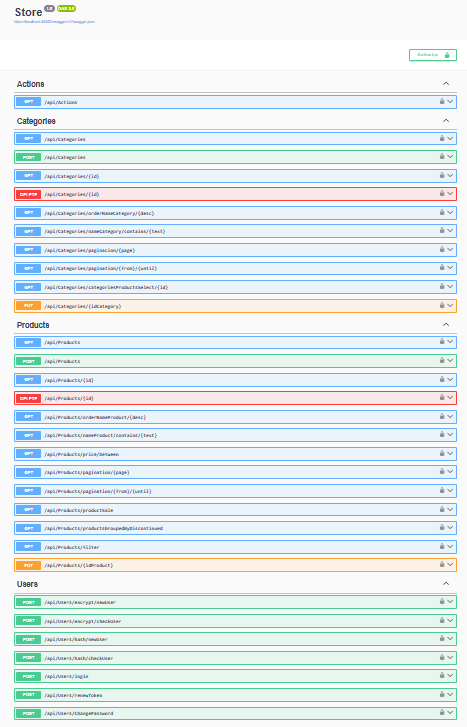 Store 1.0 OAS 3.0
Authorize
Actions
GET /api/Actions
Categories
GET /api/Categories
POST /api/Categories
GET /api/Categories/{id}
DELETE /api/Categories/{id}
GET /api/Categories/orderNameCategory/{desc}
GET /api/Categories/nameCategory/contains/{text}
GET /api/Categories/paginacion/{page}
GET /api/Categories/pagination/{from}/{until}
GET /api/Categories/categoriesProductsSelect/{id}
PUT /api/Categories/{idCategory}
Products
GET /api/Products
POST /api/Products
GET /api/Products/{id}
DELETE /api/Products/{id}
GET /api/Products/orderNameProduct/{desc}
GET /api/Products/nameProduct/contains/{text}
GET /api/Products/price/between
GET /api/Products/pagination/{page}
GET /api/Products/pagination/{from}/{until}
GET /api/Products/productSale
GET /api/Products/productsGroupedByDiscontinued
GET /api/Products/filter
PUT /api/Products/{idProduct}
Users
POST /api/Users/encrypt/newUser
POST /api/Users/encrypt/checkUser
POST /api/Users/hash/newUser
POST /api/Users/hash/checkUser
POST /api/Users/login
POST /api/Users/renewToken
POST /api/Users/ChangePassword